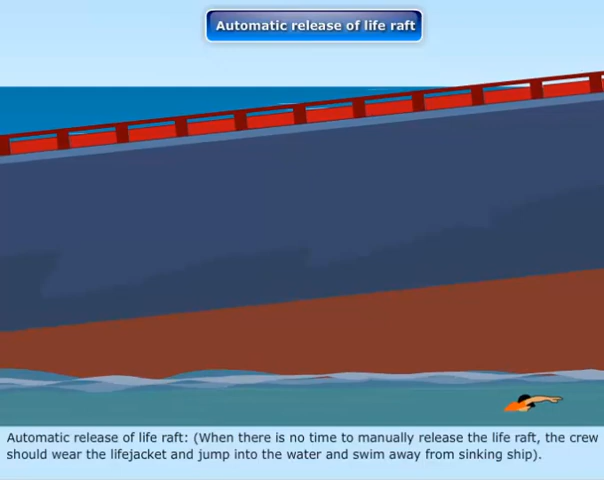 Automatic release of life raft
Automatic release of life raft: (When there is no time to manually release the life raft, the crew
should wear the lifejacket and jump into the water and swim away from sinking ship).